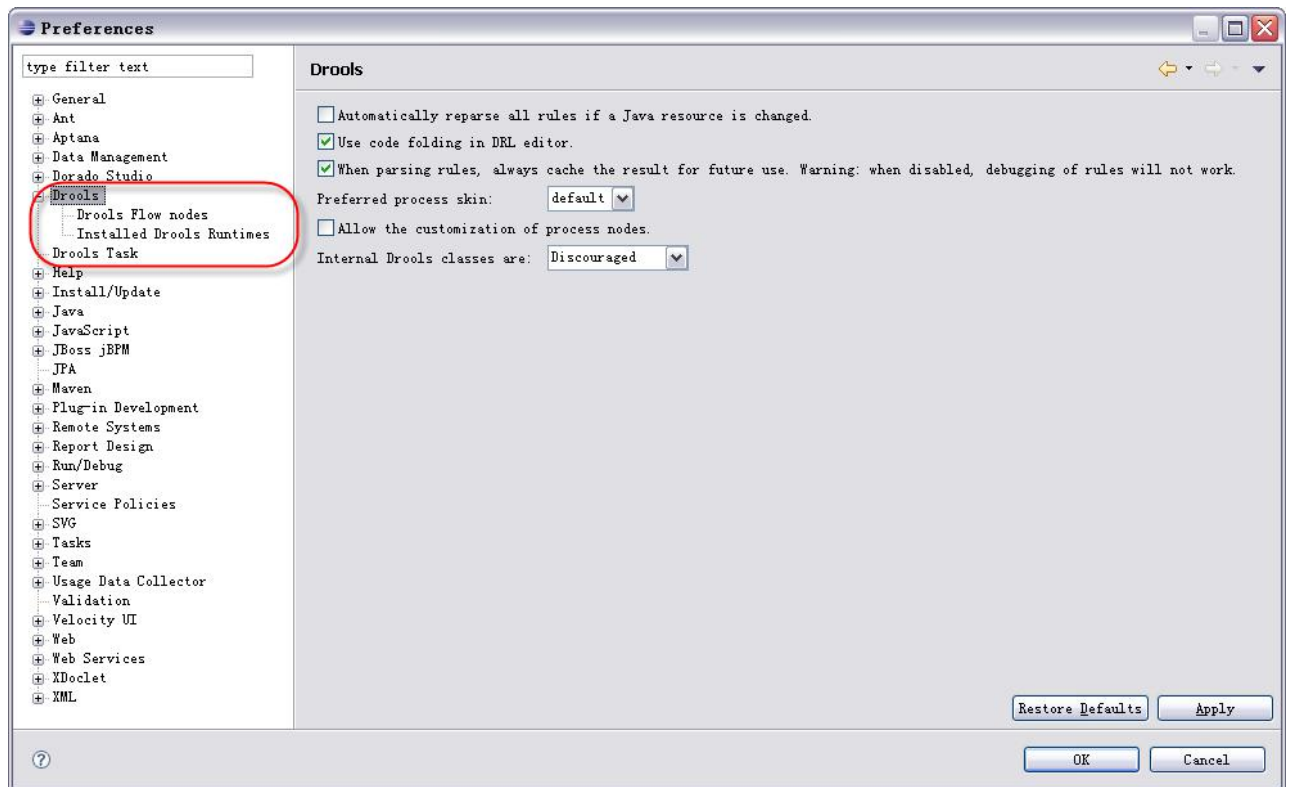 Preferences
type filter text
General
Ant
Aptana
Data Management
Dorado Studio
Drools
Drools Flow nodes
Installed Drools Runtimes
Drools Task
Help
Install/Update
Java
JavaScript
JBoss jBPM
JPA
Maven
Plug-in Development
Remote Systems
Report Design
Run/Debug
Server
Service Policies
SVG
Tasks
Team
Usage Data Collector
Validation
Velocity UI
Web
Web Services
XDoclet
XML
Drools
Automatically reparse all rules if a Java resource is changed.
Use code folding in DRL editor.
When parsing rules, always cache the result for future use. Warning: when disabled, debugging of rules will not work.
Preferred process skin: default
Allow the customization of process nodes.
Internal Drools classes are: Discouraged
Restore Defaults Apply
OK Cancel